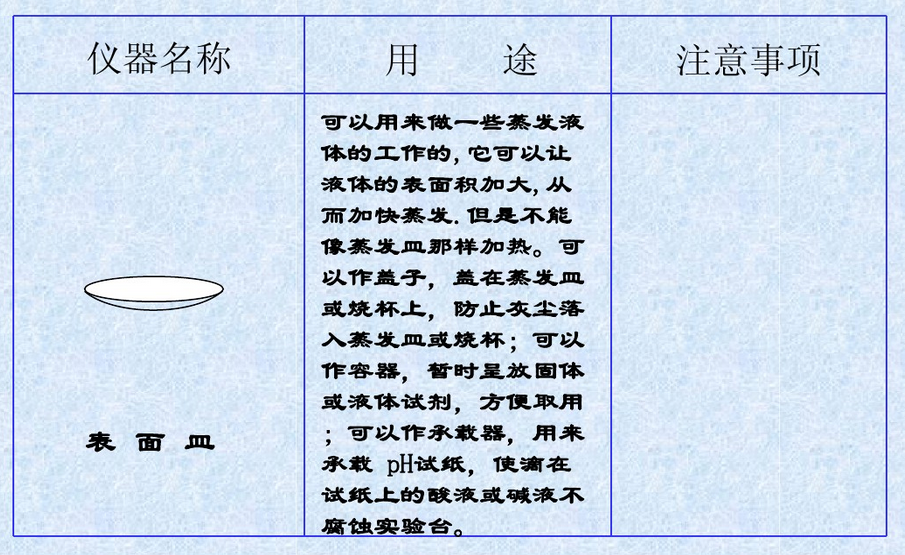 仪器名称 用 途 注意事项
可以用来做一些蒸发液
体的工作的,它可以让
液体的表面积加大,从
而加快蒸发.但是不能
像蒸发皿那样加热。可
以作盖子，盖在蒸发皿
或烧杯上，防止灰尘落
入蒸发皿或烧杯；可以
作容器，暂时呈放固体
或液体试剂，方便取用
；可以作承载器，用来
承载 pH试纸，使滴在
试纸上的酸液或碱液不
腐蚀实验台。
表面皿